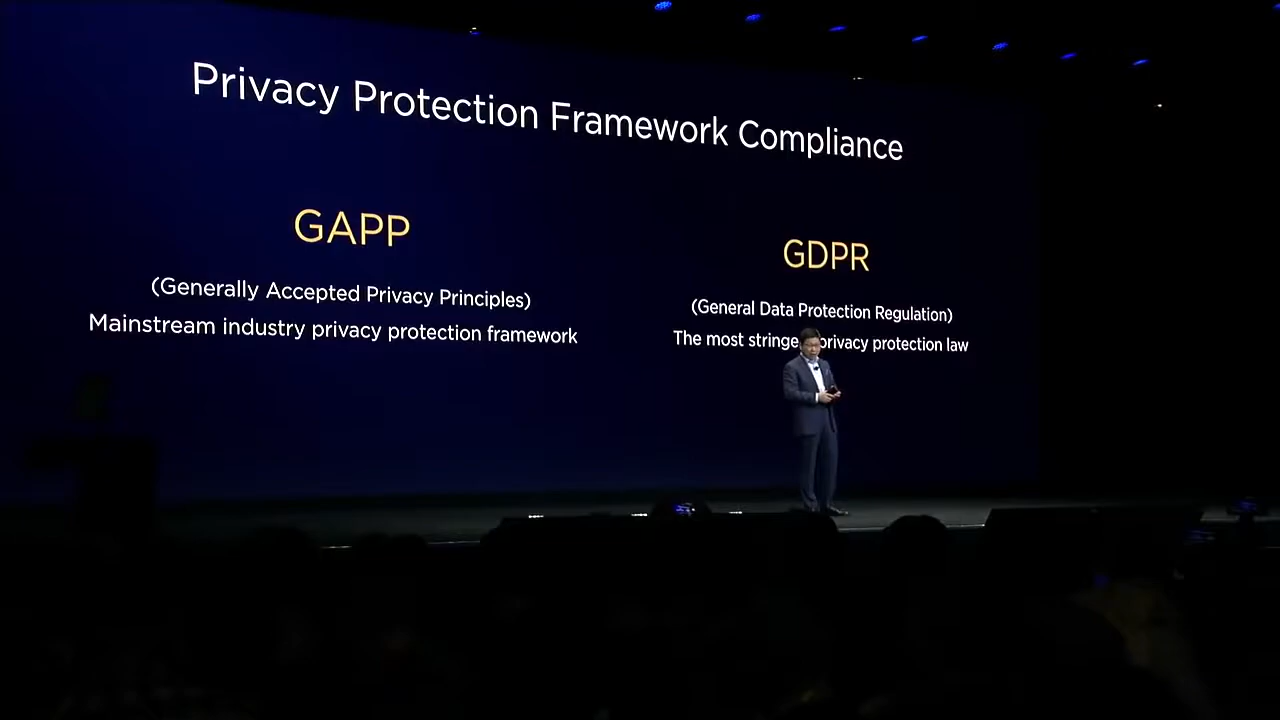 Privacy Protection Framework Compliance
GAPP
(Generally Accepted Privacy Principles)
Mainstream industry privacy protection framework
GDPR
(General Data Protection Regulation)
The most privacy protection law